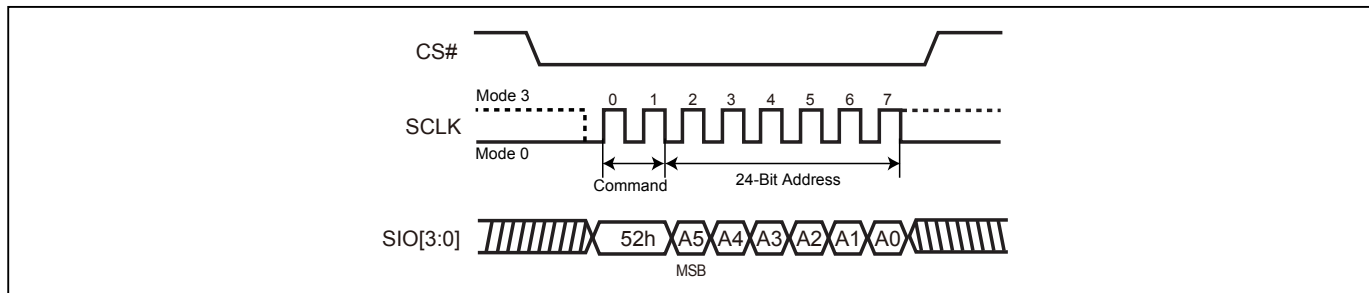 CS#
Mode 3
0 1 2 3 4 5 6 7
SCLK
Mode 0
Command
24-Bit Address
SIO[3:0]
52h A5 A4 A3 A2 A1 A0
MSB